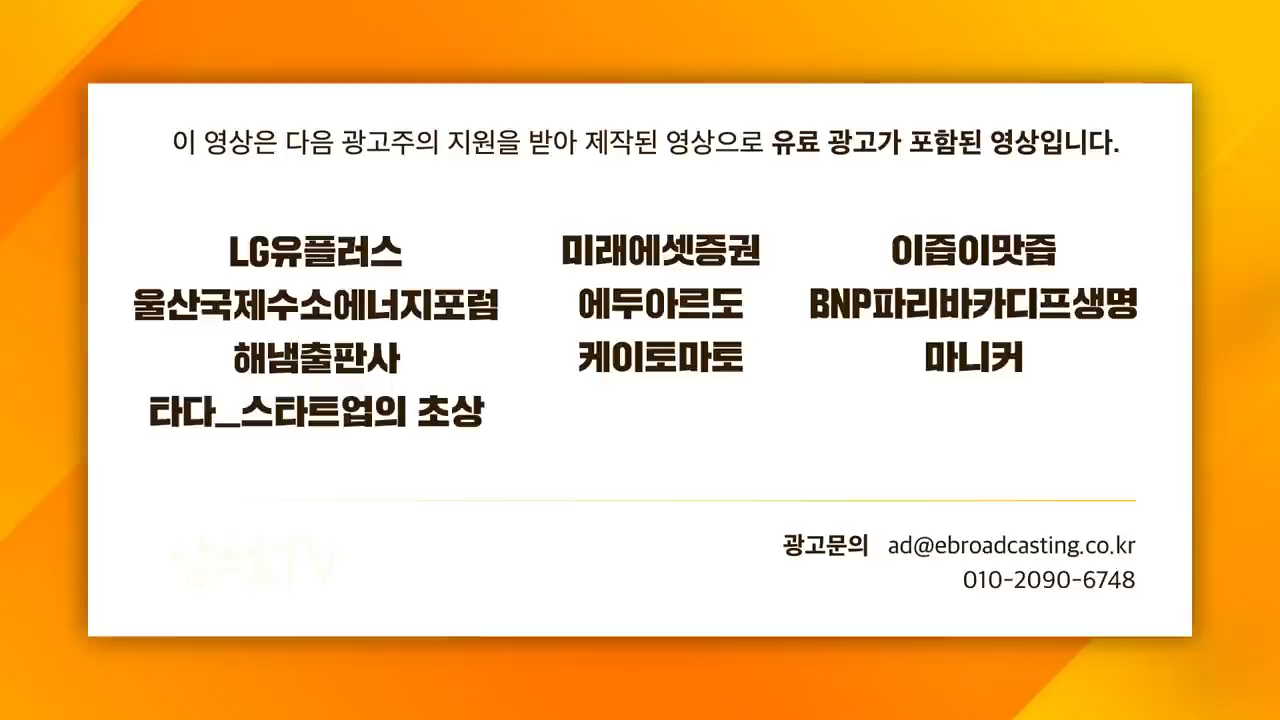 이 영상은 다음 광고주의 지원을 받아 제작된 영상으로 유료 광고가 포함된 영상입니다.
LG유플러스 미래에셋증권 이즙이맛즙
울산국제수소에너지포럼 에두아르도 BNP파리바카디프생명
해냄출판사 케이토마토 마니커
타다_스타트업의 초상
광고문의 ad@ebroadcasting.co.kr
010-2090-6748